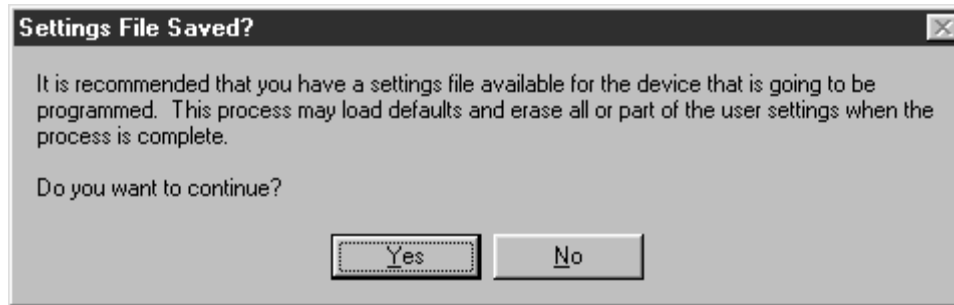 Settings File Saved?
It is recommended that you have a settings file available for the device that is going to be
programmed.  This process may load defaults and erase all or part of the user settings when the
process is complete.
Do you want to continue?
Yes
No